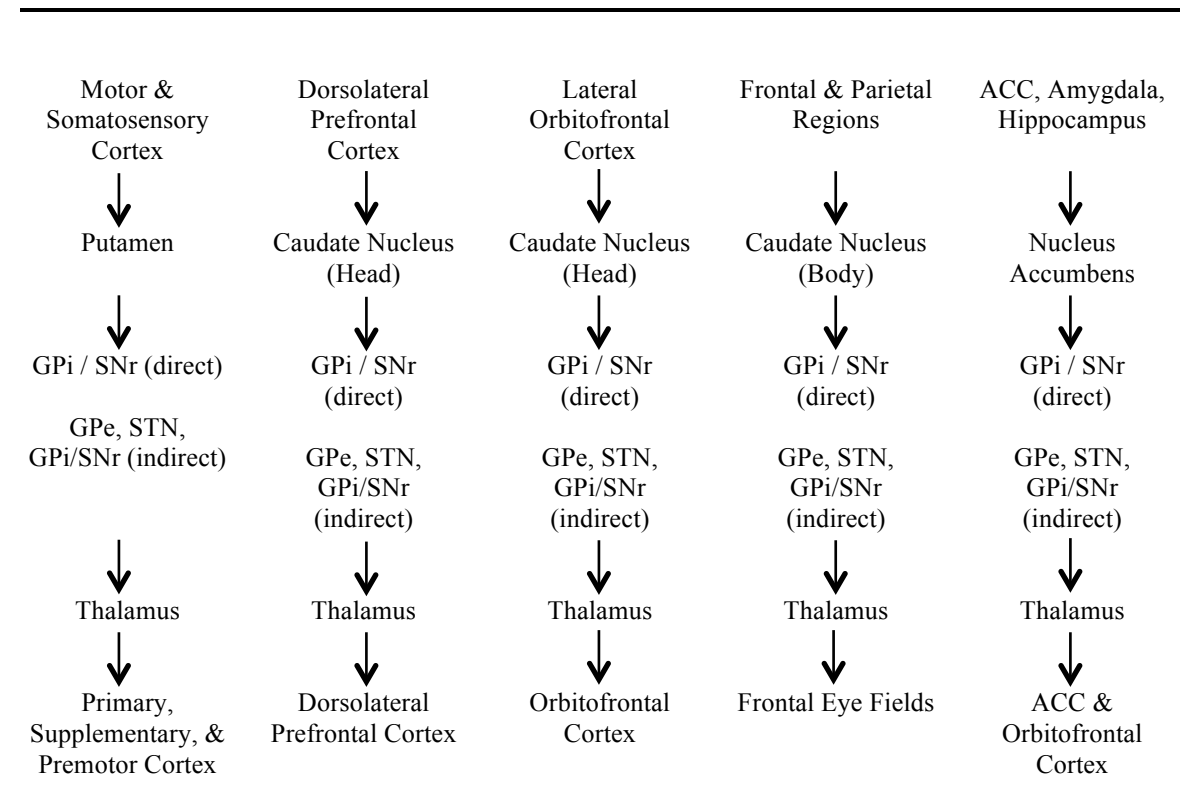 Motor &
Somatosensory
Cortex
Putamen
GPi / SNr (direct)
GPe, STN,
GPi/SNr (indirect)
Thalamus
Primary,
Supplementary, &
Premotor Cortex
Dorsolateral
Prefrontal
Cortex
Caudate Nucleus
(Head)
GPi / SNr
(direct)
GPe, STN,
GPi/SNr
(indirect)
Thalamus
Dorsolateral
Prefrontal Cortex
Lateral
Orbitofrontal
Cortex
Caudate Nucleus
(Head)
GPi / SNr
(direct)
GPe, STN,
GPi/SNr
(indirect)
Thalamus
Orbitofrontal
Cortex
Frontal & Parietal
Regions
Caudate Nucleus
(Body)
GPi / SNr
(direct)
GPe, STN,
GPi/SNr
(indirect)
Thalamus
Frontal Eye Fields
ACC, Amygdala,
Hippocampus
Nucleus
Accumbens
GPi / SNr
(direct)
GPe, STN,
GPi/SNr
(indirect)
Thalamus
ACC &
Orbitofrontal
Cortex